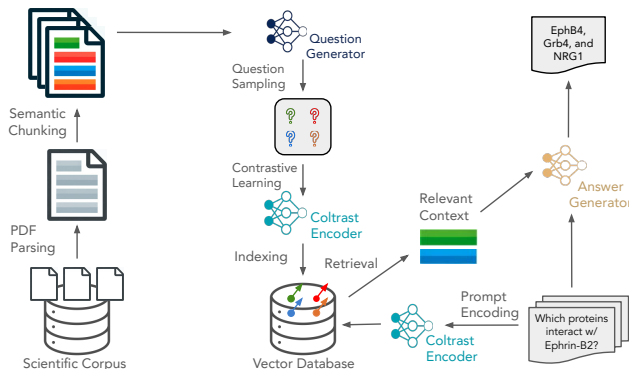 Question
Generator
EphB4,
Grb4, and
NRG1
Question
Sampling
Semantic
Chunking
Contrastive
Learning
Coltrast
Encoder
Relevant
Context
Answer
Generator
PDF
Parsing
Indexing
Retrieval
Prompt
Encoding
Which proteins
interact w/
Ephrin-B2?
Coltrast
Encoder
Scientific Corpus
Vector Database